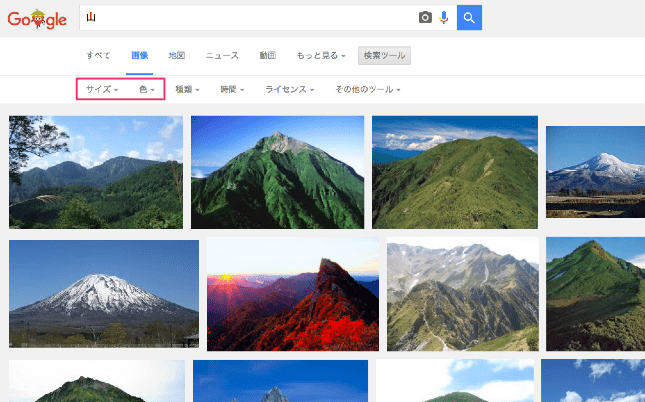 Google
山
すべて 画像 地図 ニュース 動画 もっと見る 検索ツール
サイズ 色 種類 時間 ライセンス その他のツール